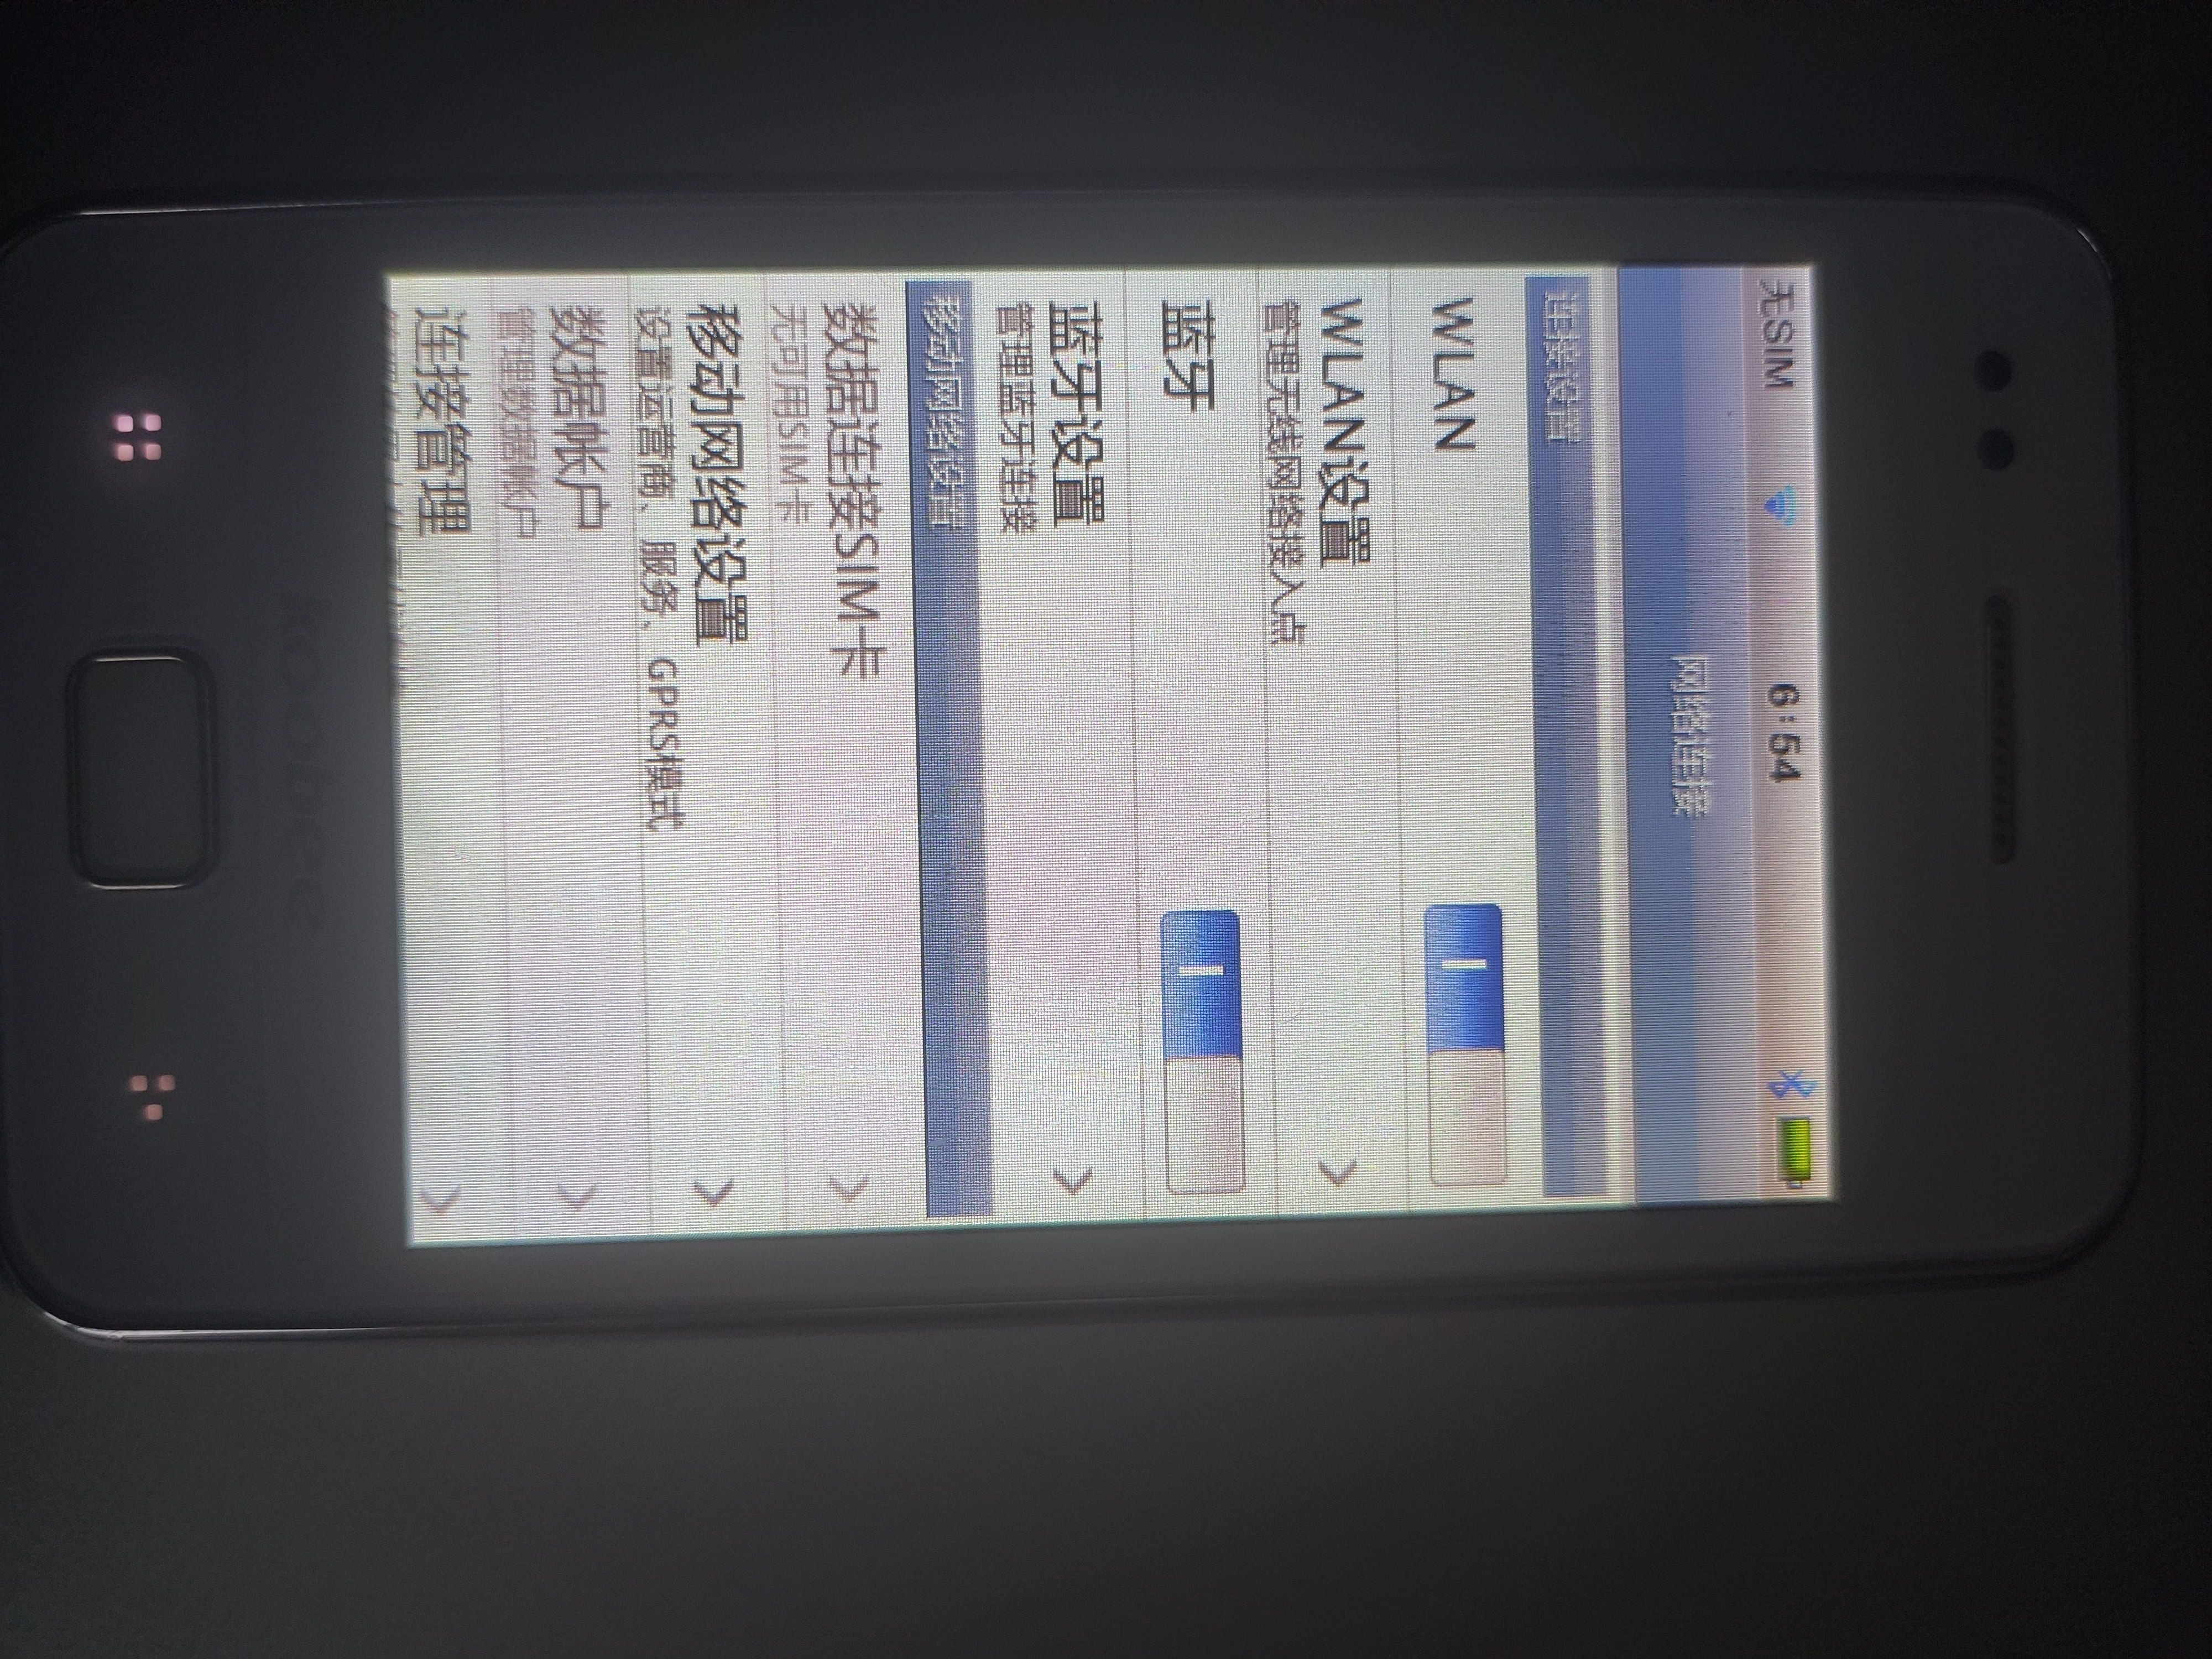 无SIM 6:54
网络连接
连接设置
WLAN
WLAN设置
管理无线网络接入点
蓝牙
蓝牙设置
管理蓝牙连接
移动网络设置
数据连接SIM卡
无可用SIM卡
移动网络设置
设置运营商、服务、GPRS模式
数据帐户
管理数据帐户
连接管理